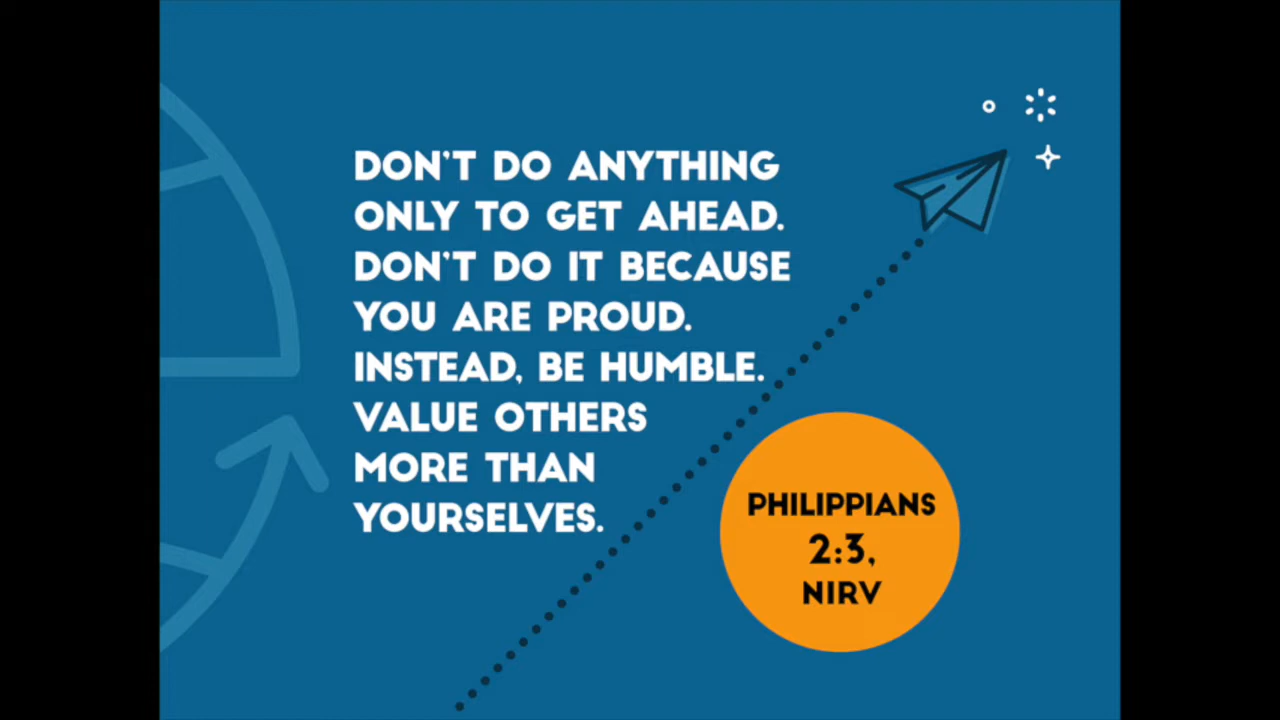 DON'T DO ANYTHING
ONLY TO GET AHEAD.
DON'T DO IT BECAUSE
YOU ARE PROUD.
INSTEAD, BE HUMBLE.
VALUE OTHERS
MORE THAN
YOURSELVES.
PHILIPPIANS
2:3,
NIRV